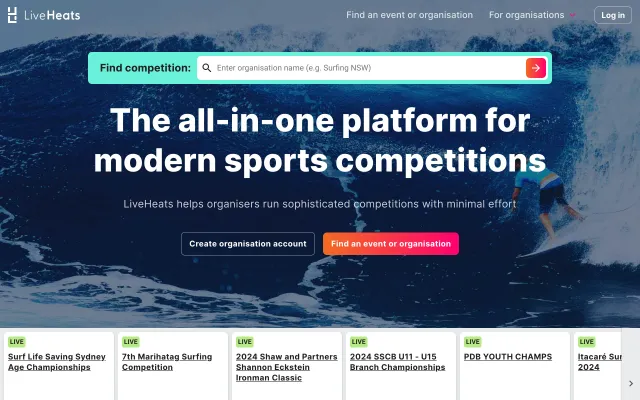 LiveHeats
Find an event or organisation
For organisations
Log in
Find competition:
Enter organisation name (e.g. Surfing NSW)
The all-in-one platform for
modern sports competitions
LiveHeats helps organisers run sophisticated competitions with minimal effort
Create organisation account
Find an event or organisation
LIVE
Surf Life Saving Sydney
Age Championships
LIVE
7th Marihatag Surfing
Competition
LIVE
2024 Shaw and Partners
Shannon Eckstein
Ironman Classic
LIVE
2024 SSCB U11 - U15
Branch Championships
LIVE
PDB YOUTH CHAMPS
LIVE
Itacaré
2024